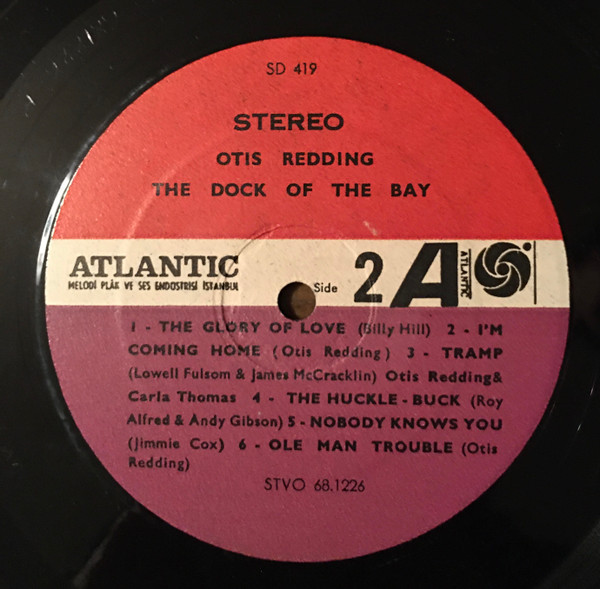 SD 419
STEREO
OTIS REDDING
THE DOCK OF THE BAY
ATLANTIC
MELODİ PLÂK VE SES ENDÜSTRİSİ İSTANBUL
Side 2
A
ATLANTIC
1 - THE GLORY OF LOVE (Billy Hill) 2 - I'M
COMING HOME (Otis Redding) 3 - TRAMP
(Lowell Fulsom & James McCracklin) Otis Redding&
Carla Thomas 4 - THE HUCKLE - BUCK (Roy
Alfred & Andy Gibson) 5 - NOBODY KNOWS YOU
(Jimmie Cox) 6 - OLE MAN TROUBLE (Otis
Redding)
STVO 68.1226